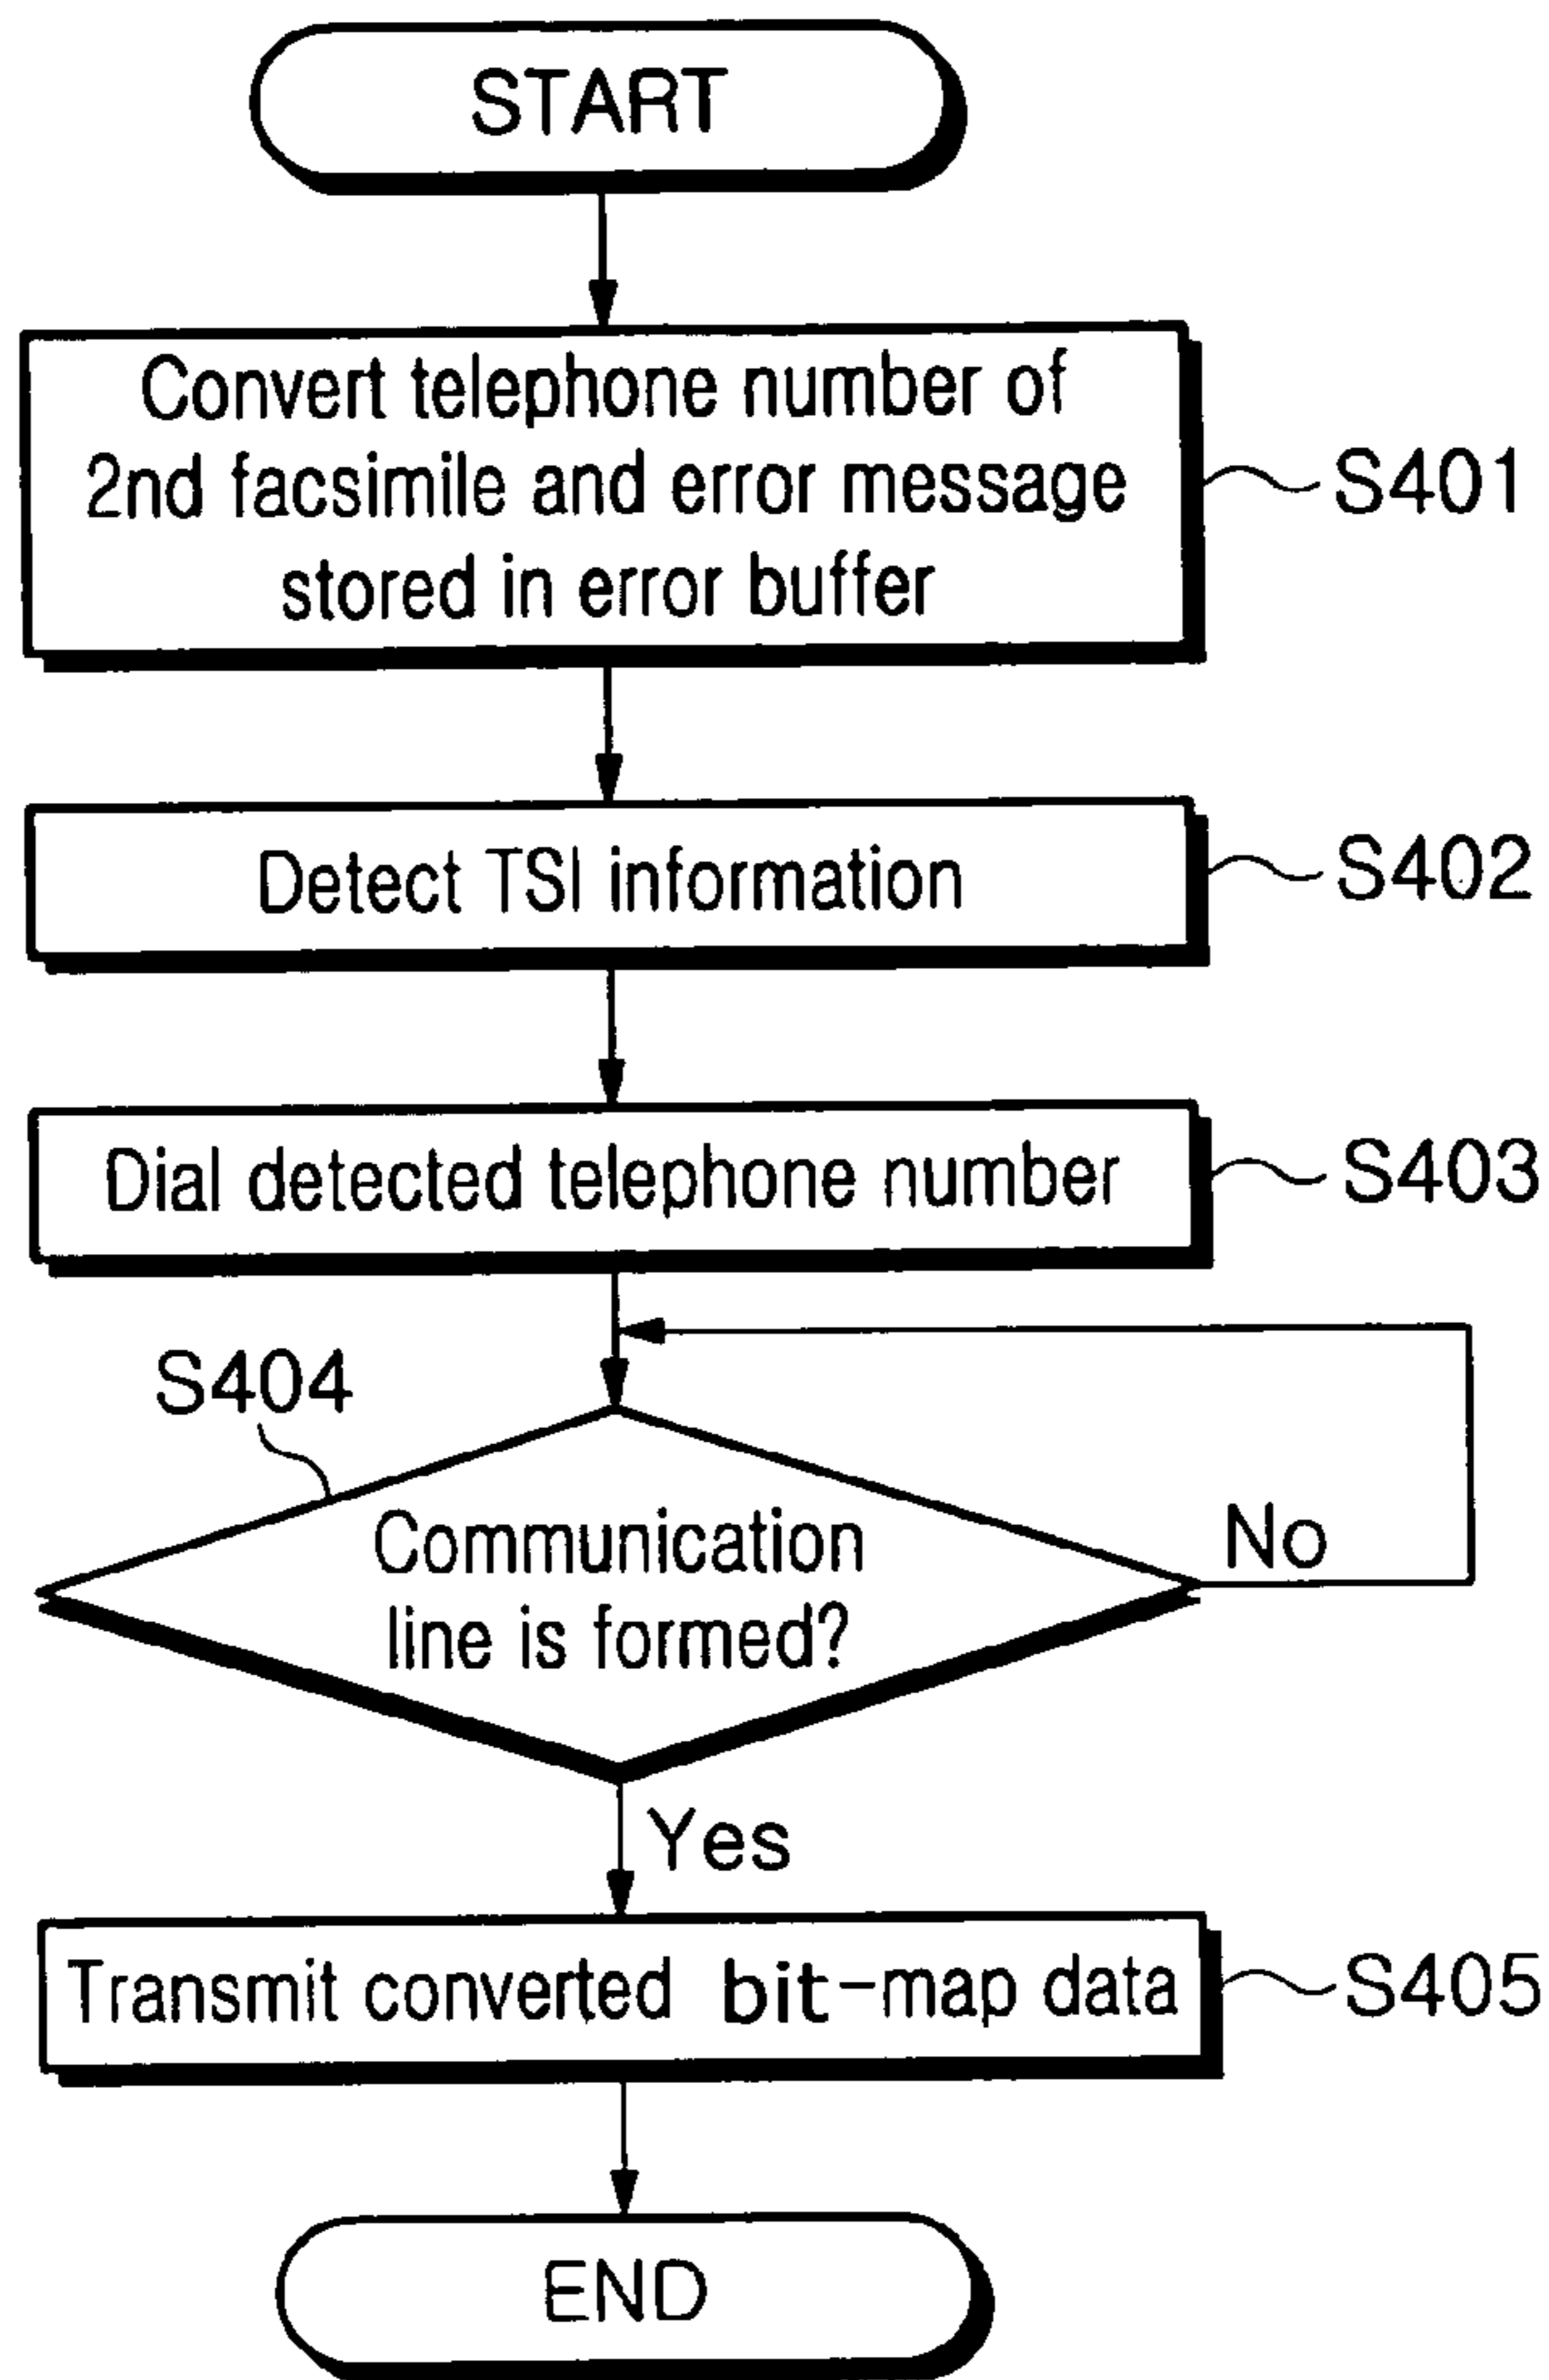 START
Convert telephone number of
2nd facsimile and error message
stored in error buffer
S401
Detect TSI information
S402
Dial detected telephone number
S403
S404
Communication
line is formed?
No
Yes
Transmit converted bit-map data
S405
END